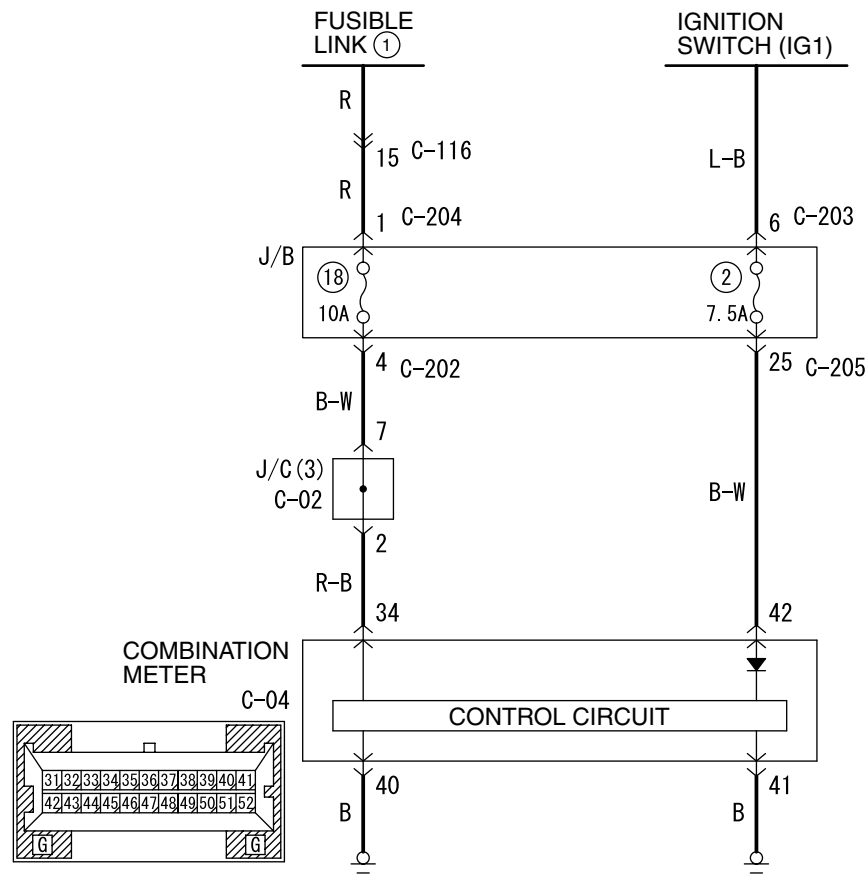 FUSIBLE
LINK ①
IGNITION
SWITCH (IG1)
R
15 C-116
L-B
R
1 C-204
6 C-203
J/B
18
10A
2
7.5A
4 C-202
25 C-205
B-W
7
J/C(3)
C-02
B-W
2
R-B
34
42
COMBINATION
METER
C-04
CONTROL CIRCUIT
31 32 33 34 35 36 37 38 39 40 41
42 43 44 45 46 47 48 49 50 51 52
G G
40
41
B
B